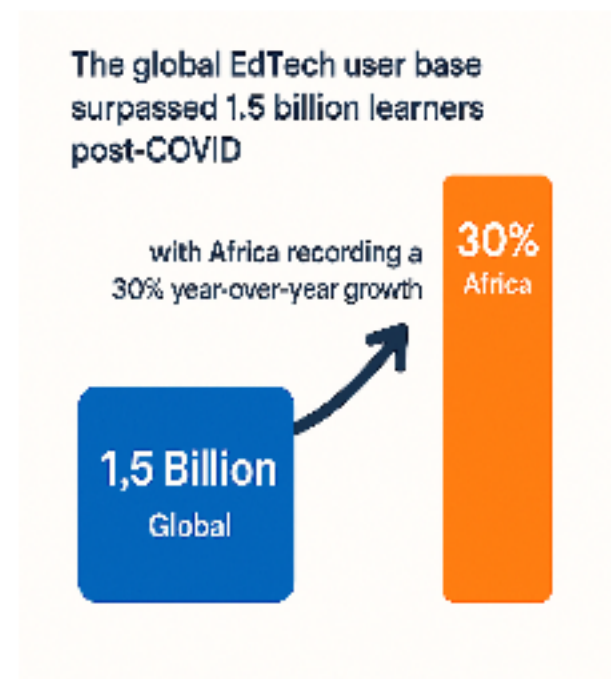 The global EdTech user base
surpassed 1.5 billion learners
post-COVID
with Africa recording a
30% year-over-year growth
30%
Africa
1,5 Billion
Global